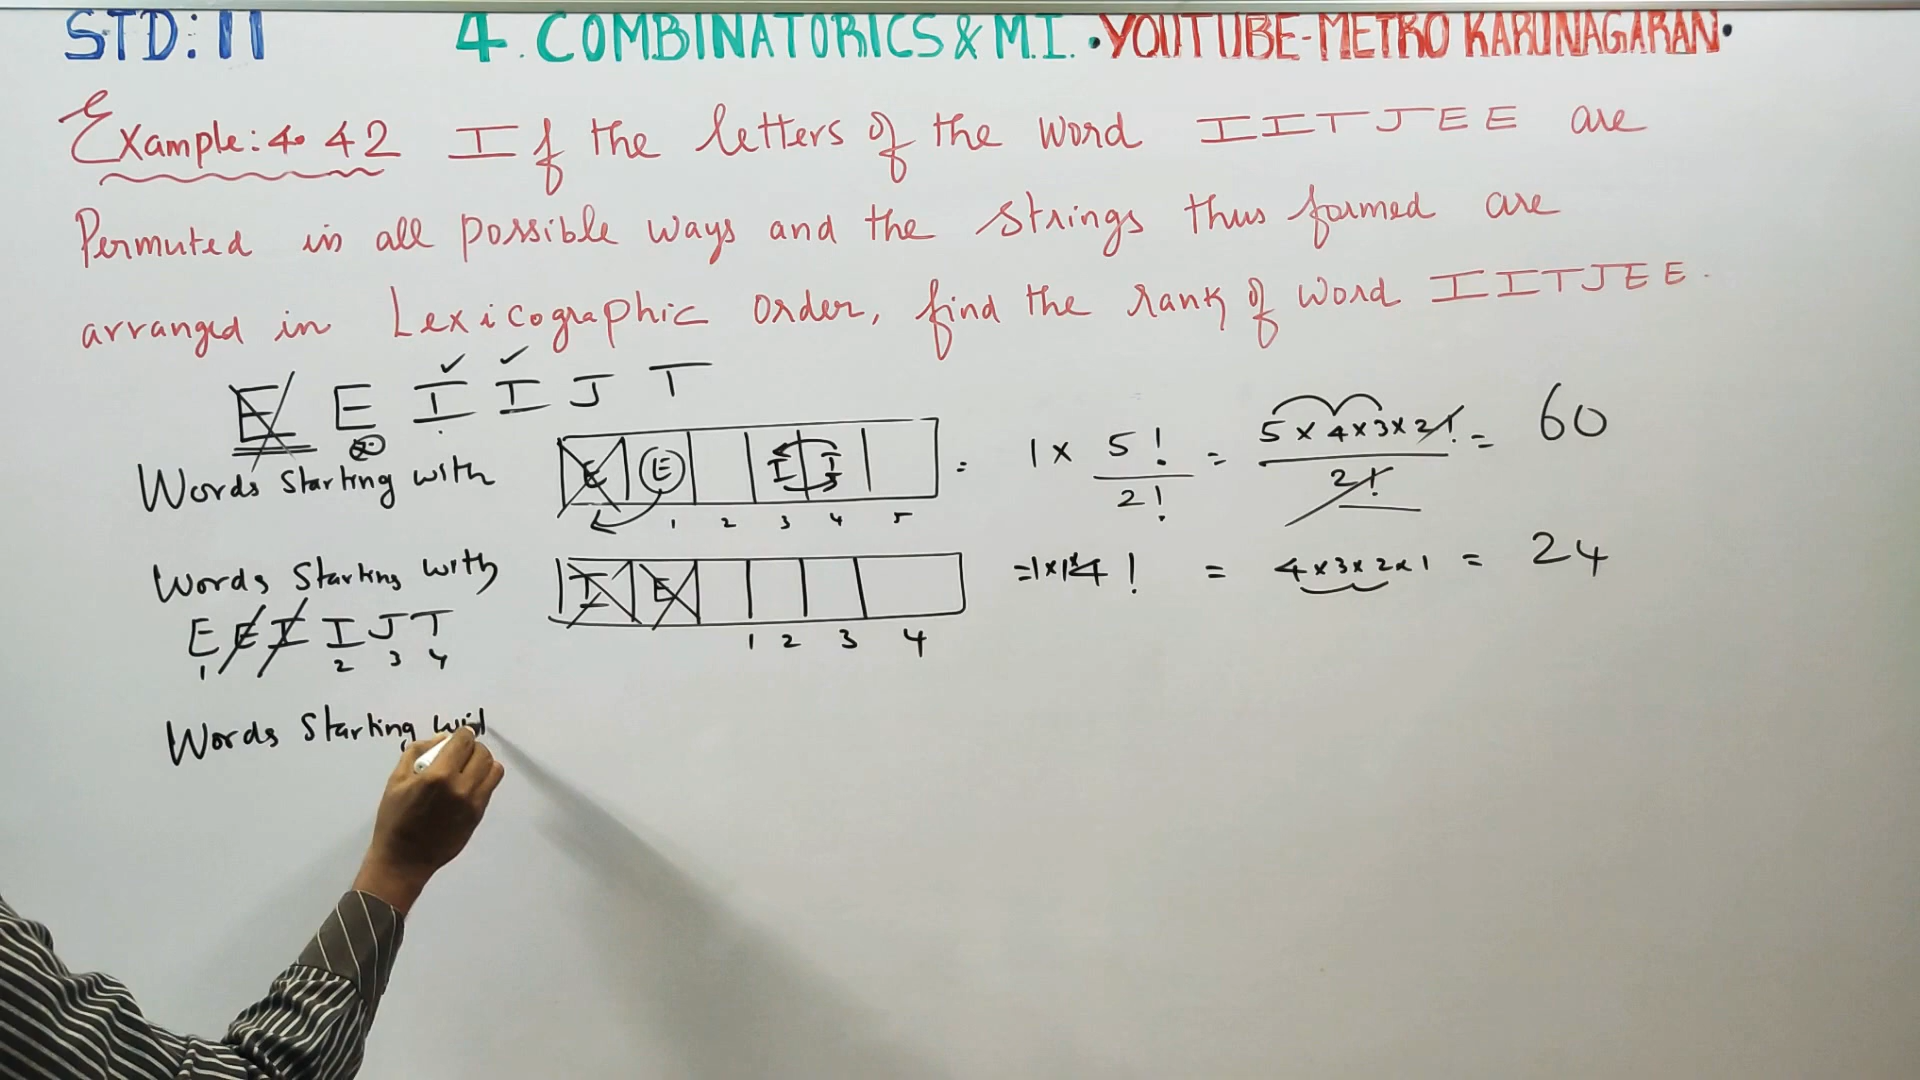 STD: 11 4. COMBINATORICS & M.I. • YOUTUBE-METRO KARUNAGARAN•
Example: 4.42 If the letters of the word IITJEE are
Permuted in all possible ways and the strings thus formed are
arranged in Lexicographic order, find the rank of word IITJEE.
E E I I J T
Words starting with E E I I = 1 × 5!/2! = 5×4×3×2!/2! = 60
1 2 3 4 5
Words starting with I E =1×1×4! = 4×3×2×1 = 24
E E I I J T
1 2 3 4
1 2 3 4
Words starting with